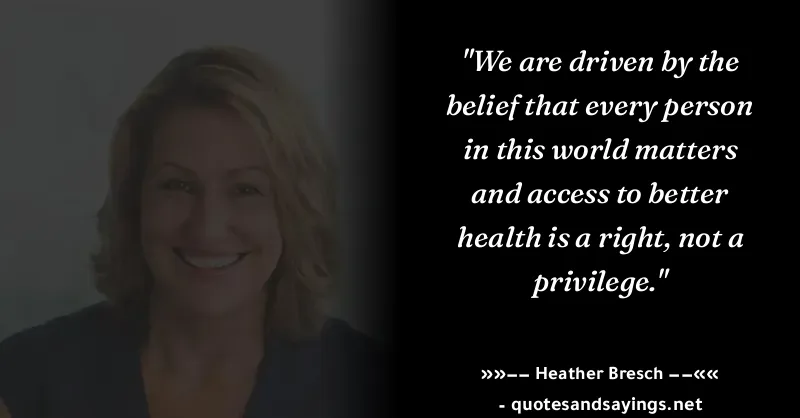 "We are driven by the
belief that every person
in this world matters
and access to better
health is a right, not a
privilege."
»»−− Heather Bresch −−««
- quotesandsayings.net